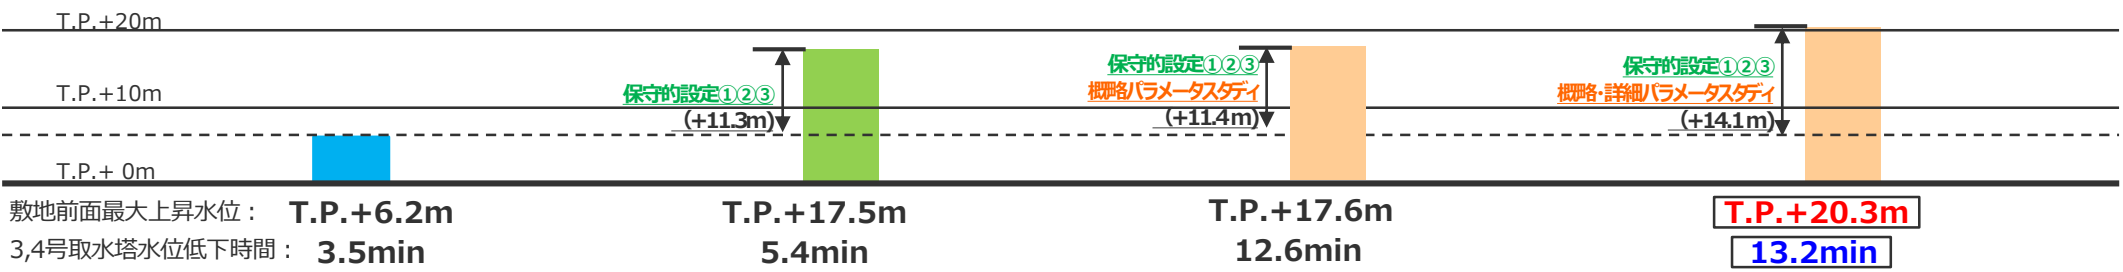 T.P.+20m
T.P.+10m
T.P.+ 0m
保守的設定①②③
(+11.3m)
保守的設定①②③
概略パラメータスタディ
(+11.4m)
保守的設定①②③
概略・詳細パラメータスタディ
(+14.1m)
敷地前面最大上昇水位: T.P.+6.2m T.P.+17.5m T.P.+17.6m T.P.+20.3m
3,4号取水塔水位低下時間: 3.5min 5.4min 12.6min 13.2min